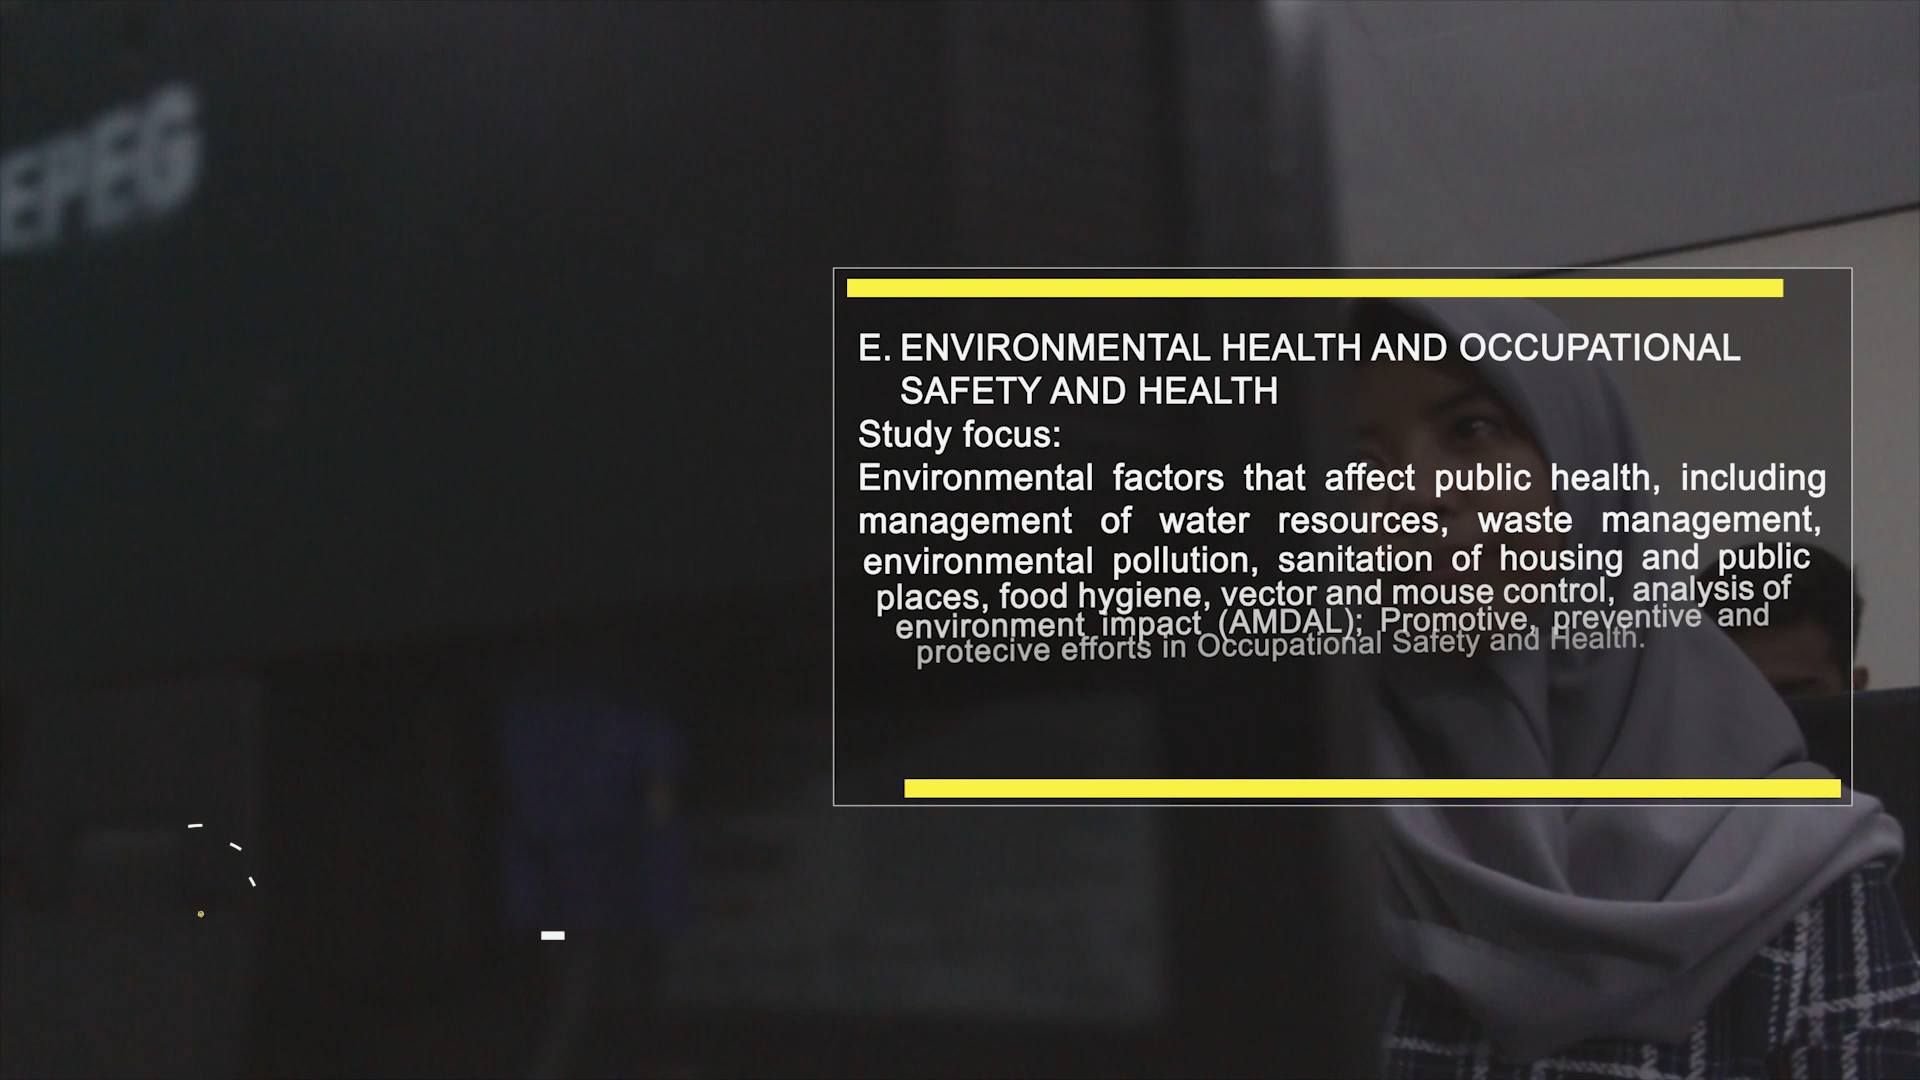 EPEG
E. ENVIRONMENTAL HEALTH AND OCCUPATIONAL
SAFETY AND HEALTH
Study focus:
Environmental factors that affect public health, including
management of water resources, waste management,
environmental pollution, sanitation of housing and public
places, food hygiene, vector and mouse control, analysis of
environment impact (AMDAL); Promotive, preventive and
protecive efforts in Occupational Safety and Health.